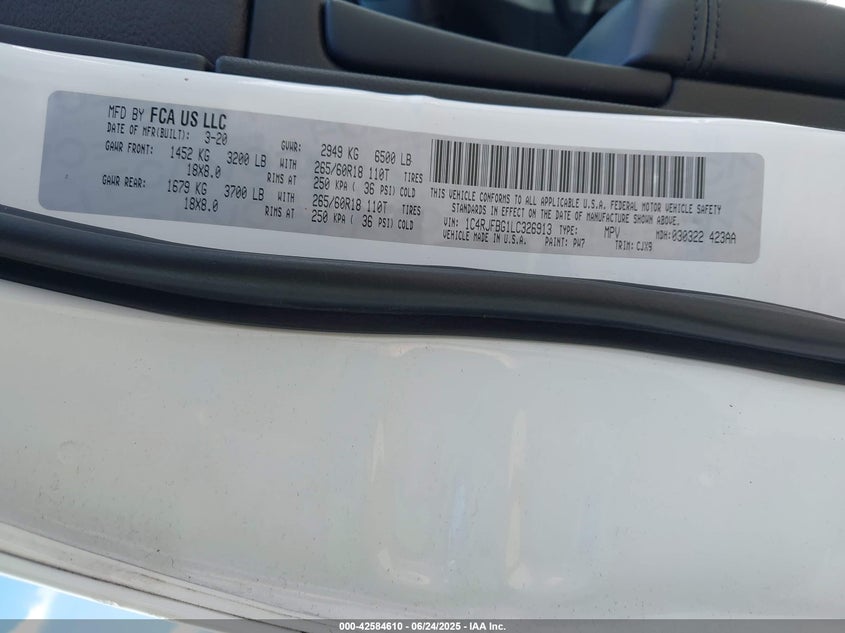 MFD BY FCA US LLC
DATE OF MFR(BUILT): 3-20 GVWR: 2949 KG 6500 LB
GAWR FRONT: 1452 KG 3200 LB WITH 265/60R18 110T TIRES
18X8.0 RIMS AT 250 KPA ( 36 PSI) COLD
GAWR REAR: 1679 KG 3700 LB WITH 265/60R18 110T TIRES
18X8.0 RIMS AT 250 KPA ( 36 PSI) COLD
THIS VEHICLE CONFORMS TO ALL APPLICABLE U.S.A. FEDERAL MOTOR VEHICLE SAFETY
STANDARDS IN EFFECT ON THE DATE OF MANUFACTURE SHOWN ABOVE.
VIN: 1C4RJFBG1LC326913 TYPE: MPV MDH: 030322 423AA
VEHICLE MADE IN U.S.A. PAINT: PW7 TRIM: CJX9
000-42584610 - 06/24/2025 - IAA Inc.